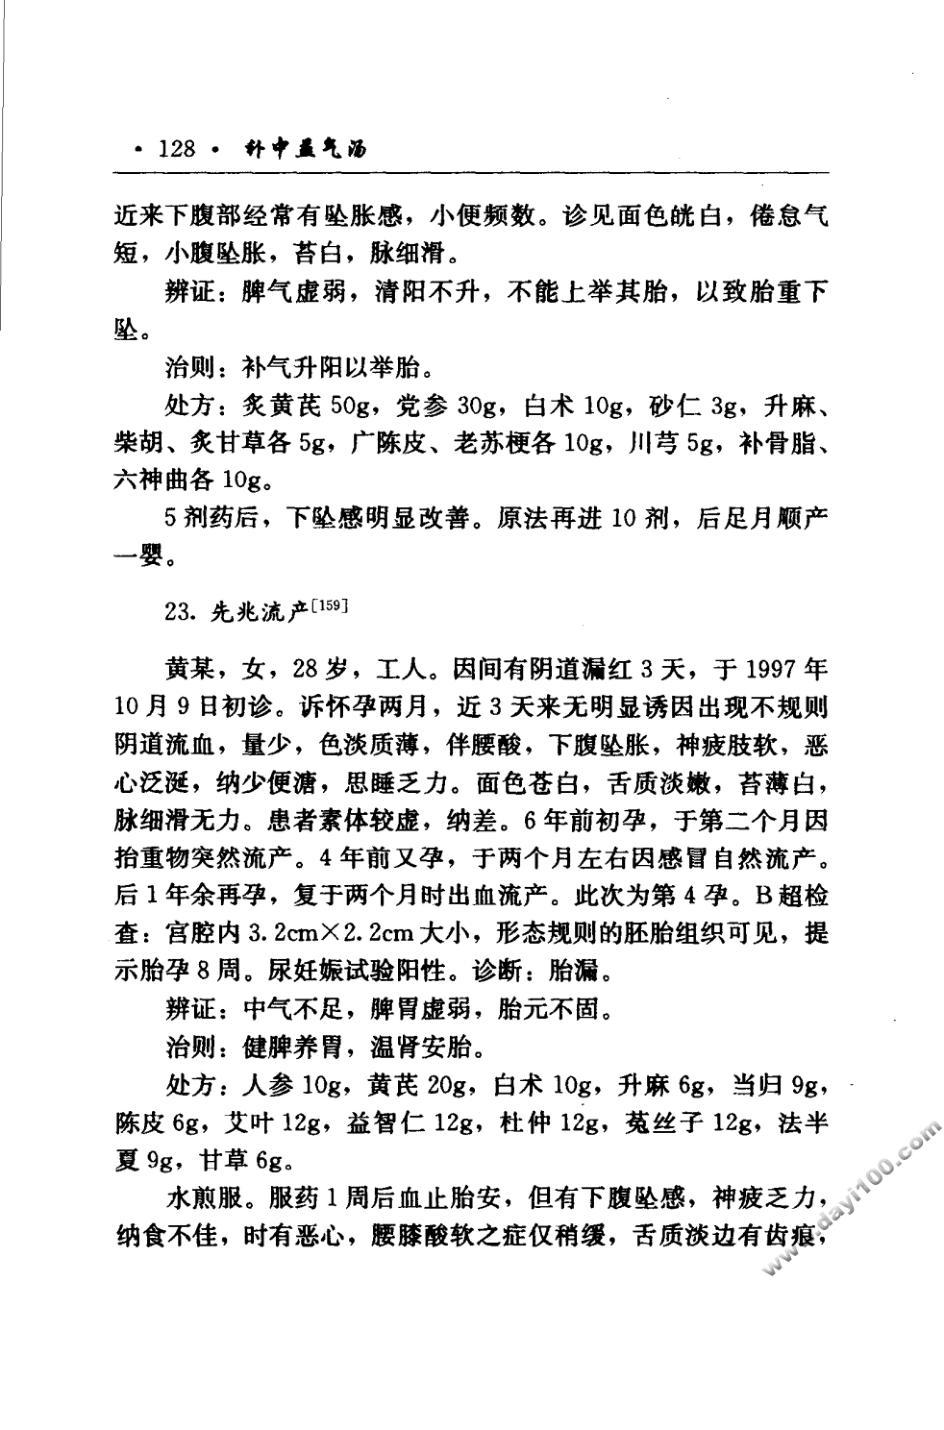 · 128 · 补中益气汤
近来下腹部经常有坠胀感，小便频数。诊见面色㿠白，倦怠气
短，小腹坠胀，苔白，脉细滑。
辨证：脾气虚弱，清阳不升，不能上举其胎，以致胎重下
坠。
治则：补气升阳以举胎。
处方：炙黄芪 50g，党参 30g，白术 10g，砂仁 3g，升麻、
柴胡、炙甘草各 5g，广陈皮、老苏梗各 10g，川芎 5g，补骨脂、
六神曲各 10g。
5 剂药后，下坠感明显改善。原法再进 10 剂，后足月顺产
一婴。
23. 先兆流产[159]
黄某，女，28 岁，工人。因间有阴道漏红 3 天，于 1997 年
10 月 9 日初诊。诉怀孕两月，近 3 天来无明显诱因出现不规则
阴道流血，量少，色淡质薄，伴腰酸，下腹坠胀，神疲肢软，恶
心泛涎，纳少便溏，思睡乏力。面色苍白，舌质淡嫩，苔薄白，
脉细滑无力。患者素体较虚，纳差。6 年前初孕，于第二个月因
抬重物突然流产。4 年前又孕，于两个月左右因感冒自然流产。
后 1 年余再孕，复于两个月时出血流产。此次为第 4 孕。B 超检
查：宫腔内 3.2cm×2.2cm 大小，形态规则的胚胎组织可见，提
示胎孕 8 周。尿妊娠试验阳性。诊断：胎漏。
辨证：中气不足，脾胃虚弱，胎元不固。
治则：健脾养胃，温肾安胎。
处方：人参 10g，黄芪 20g，白术 10g，升麻 6g，当归 9g，
陈皮 6g，艾叶 12g，益智仁 12g，杜仲 12g，菟丝子 12g，法半
夏 9g，甘草 6g。
水煎服。服药 1 周后血止胎安，但有下腹坠感，神疲乏力，
纳食不佳，时有恶心，腰膝酸软之症仅稍缓，舌质淡边有齿痕，
www.dayi100.com